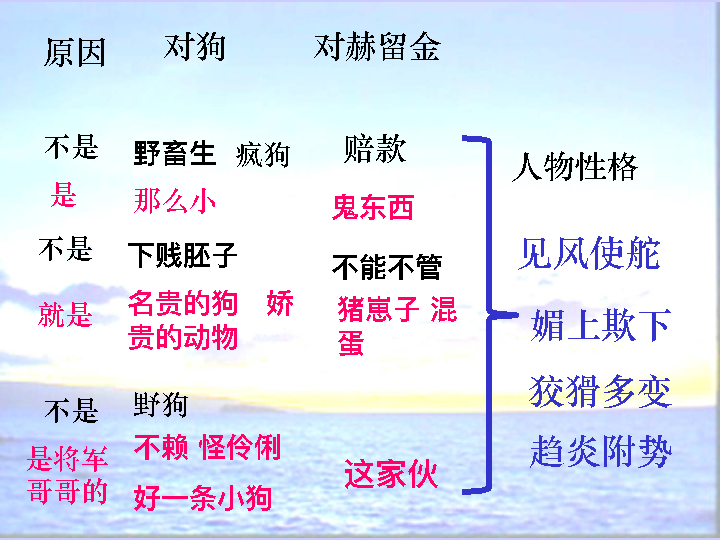 原因 对狗 对赫留金
不是 野畜生 疯狗 赔款
是 那么小 鬼东西
不是 下贱胚子 不能不管
就是 名贵的狗 娇贵的动物 猪崽子 混蛋
不是 野狗
是将军哥哥的 不赖 怪伶俐
好一条小狗 这家伙
人物性格
见风使舵
媚上欺下
狡猾多变
趋炎附势